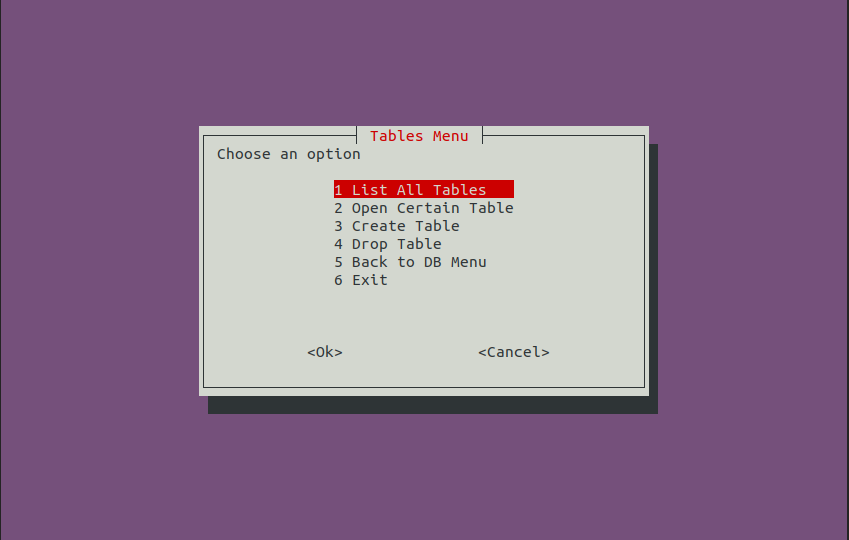 Tables Menu
Choose an option
1 List All Tables
2 Open Certain Table
3 Create Table
4 Drop Table
5 Back to DB Menu
6 Exit
<Ok> <Cancel>